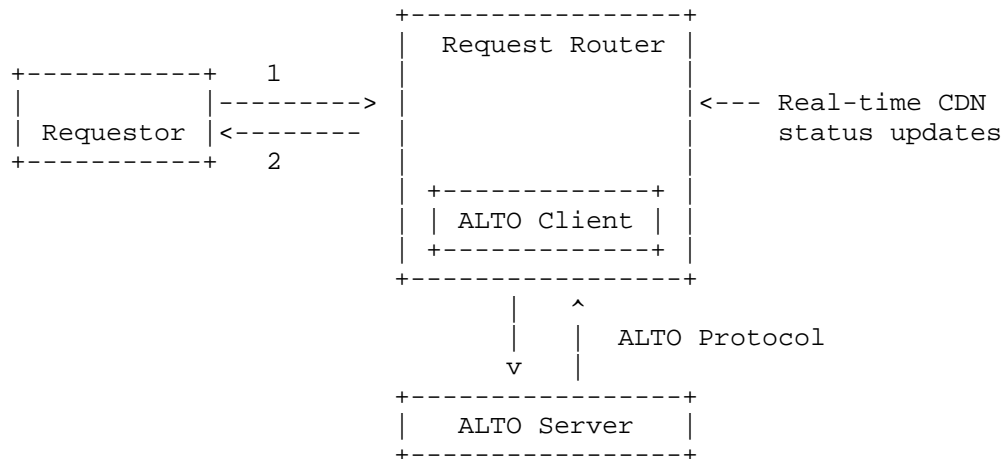 Request Router
1
<--- Real-time CDN
Requestor
status updates
2
ALTO Client
ALTO Protocol
ALTO Server